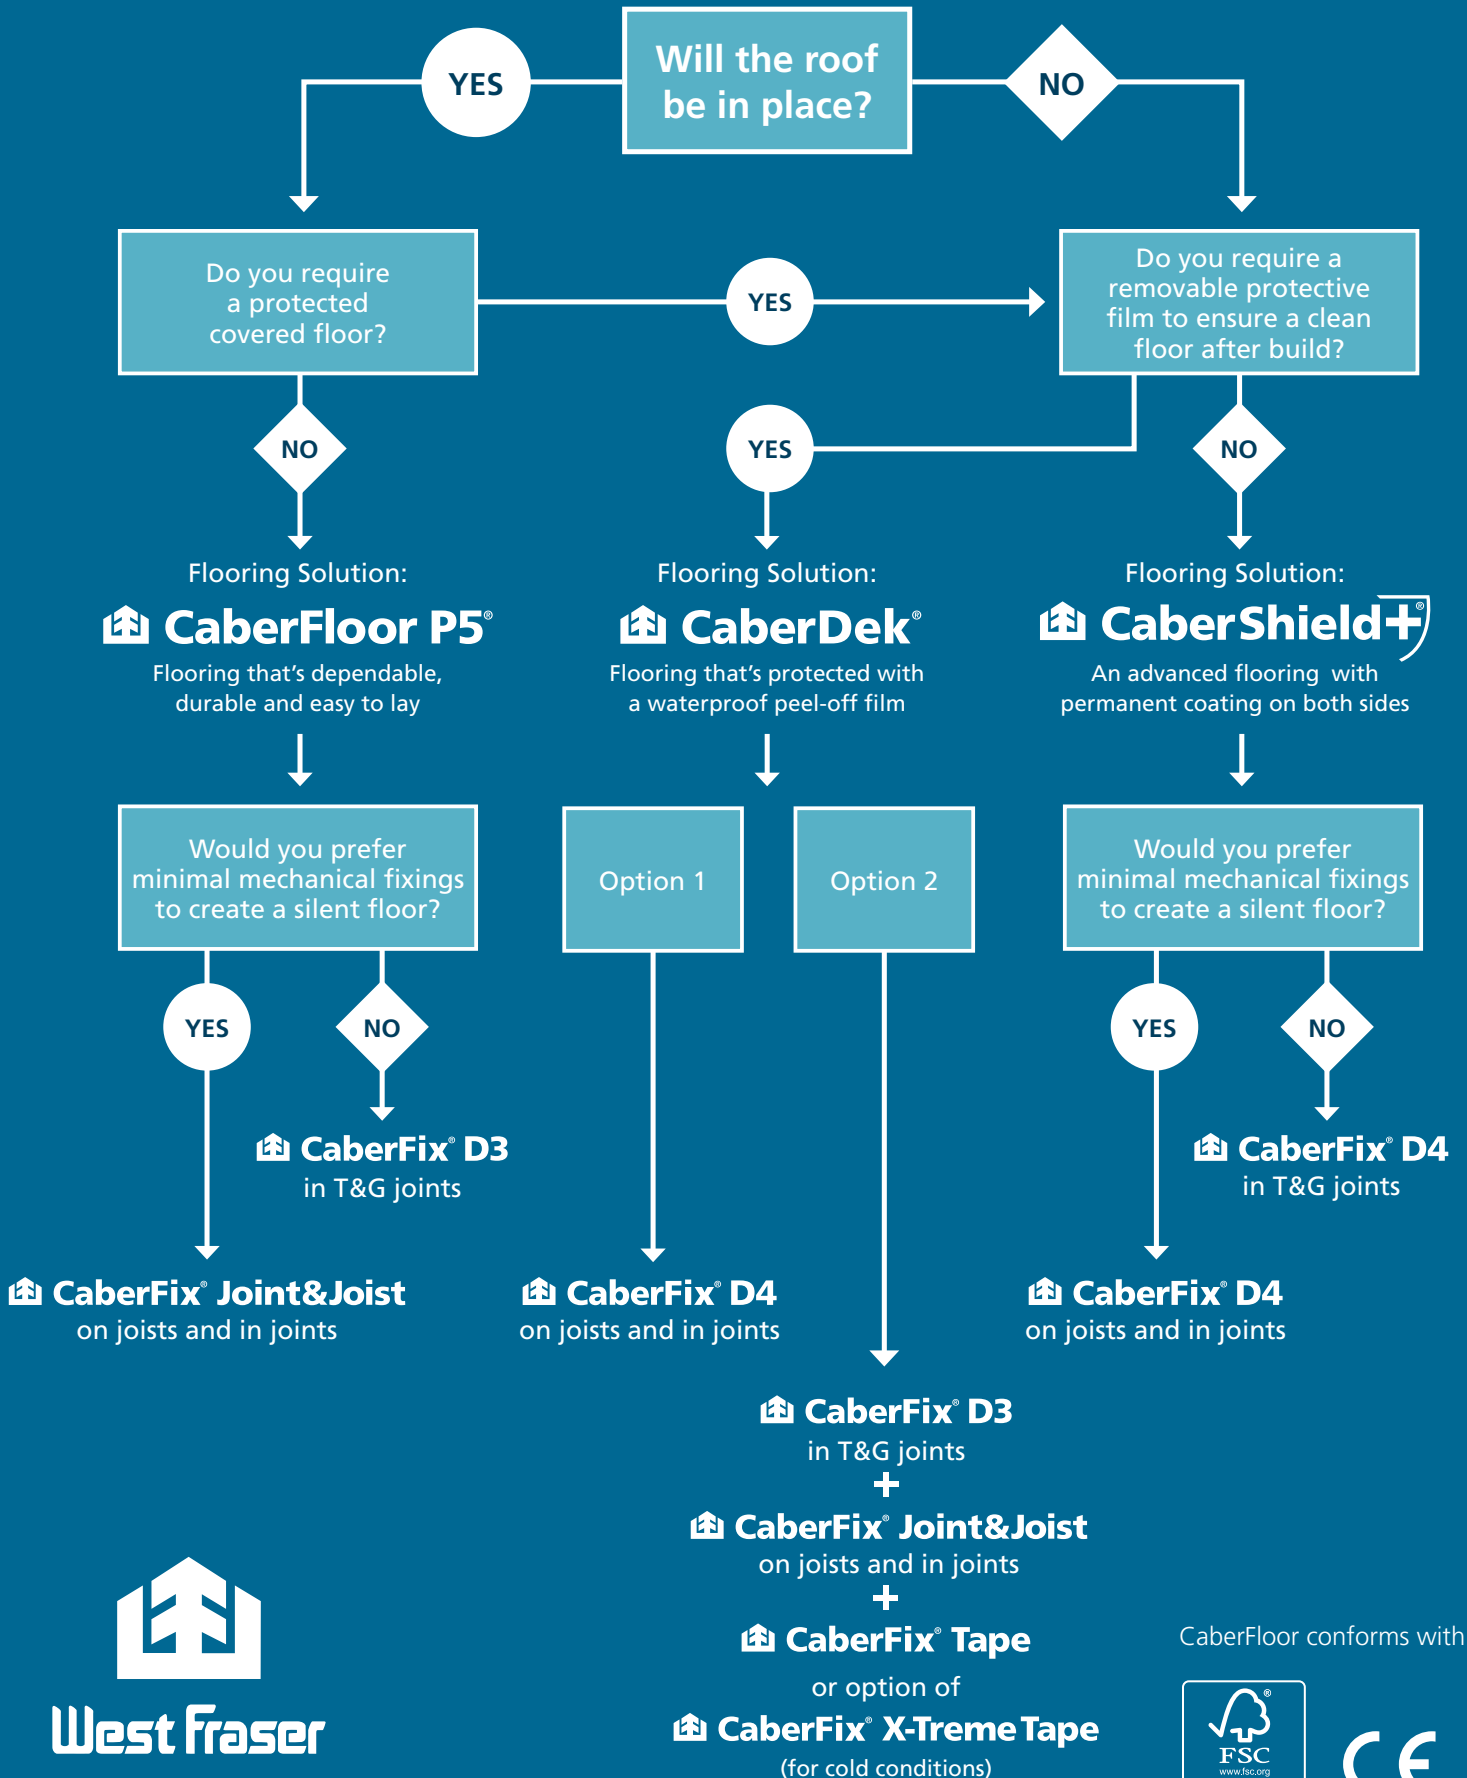 Will the roof
be in place?
YES
NO
Do you require
a protected
covered floor?
YES
Do you require a
removable protective
film to ensure a clean
floor after build?
NO
YES
NO
Flooring Solution:
CaberFloor P5®
Flooring that's dependable,
durable and easy to lay
Flooring Solution:
CaberDek®
Flooring that's protected with
a waterproof peel-off film
Flooring Solution:
CaberShield+®
An advanced flooring with
permanent coating on both sides
Would you prefer
minimal mechanical fixings
to create a silent floor?
Option 1
Option 2
Would you prefer
minimal mechanical fixings
to create a silent floor?
YES
NO
YES
NO
CaberFix® D3
in T&G joints
CaberFix® D4
in T&G joints
CaberFix® Joint&Joist
on joists and in joints
CaberFix® D4
on joists and in joints
CaberFix® D4
on joists and in joints
CaberFix® D3
in T&G joints
+
CaberFix® Joint&Joist
on joists and in joints
+
CaberFix® Tape
or option of
CaberFix® X-Treme Tape
(for cold conditions)
West Fraser
CaberFloor conforms with
®
FSC
www.fsc.org
CE